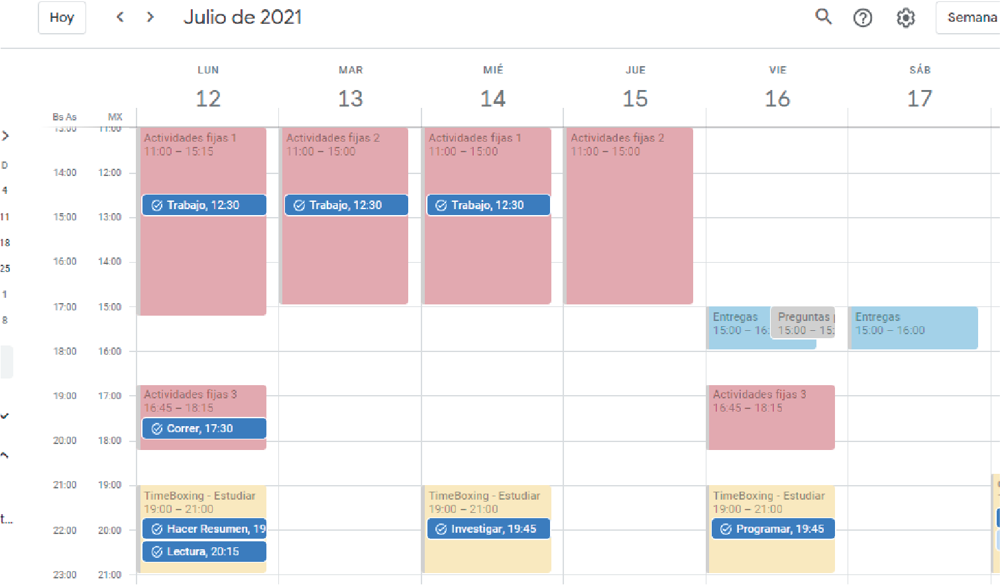 Hoy
Julio de 2021
Semana
LUN MAR MIÉ JUE VIE SÁB
12 13 14 15 16 17
Bs As MX
13:00 11:00
Actividades fijas 1
11:00 – 15:15
Actividades fijas 2
11:00 – 15:00
Actividades fijas 1
11:00 – 15:00
Actividades fijas 2
11:00 – 15:00
D
14:00 12:00
4
Trabajo, 12:30
Trabajo, 12:30
Trabajo, 12:30
11
15:00 13:00
18
16:00 14:00
25
1
17:00 15:00
8
Entregas
15:00 – 16:
Preguntas
15:00 – 15:
Entregas
15:00 – 16:00
18:00 16:00
19:00 17:00
Actividades fijas 3
16:45 – 18:15
Correr, 17:30
Actividades fijas 3
16:45 – 18:15
20:00 18:00
21:00 19:00
TimeBoxing - Estudiar
19:00 – 21:00
Hacer Resumen, 19
Lectura, 20:15
TimeBoxing - Estudiar
19:00 – 21:00
Investigar, 19:45
TimeBoxing - Estudiar
19:00 – 21:00
Programar, 19:45
t...
22:00 20:00
23:00 21:00